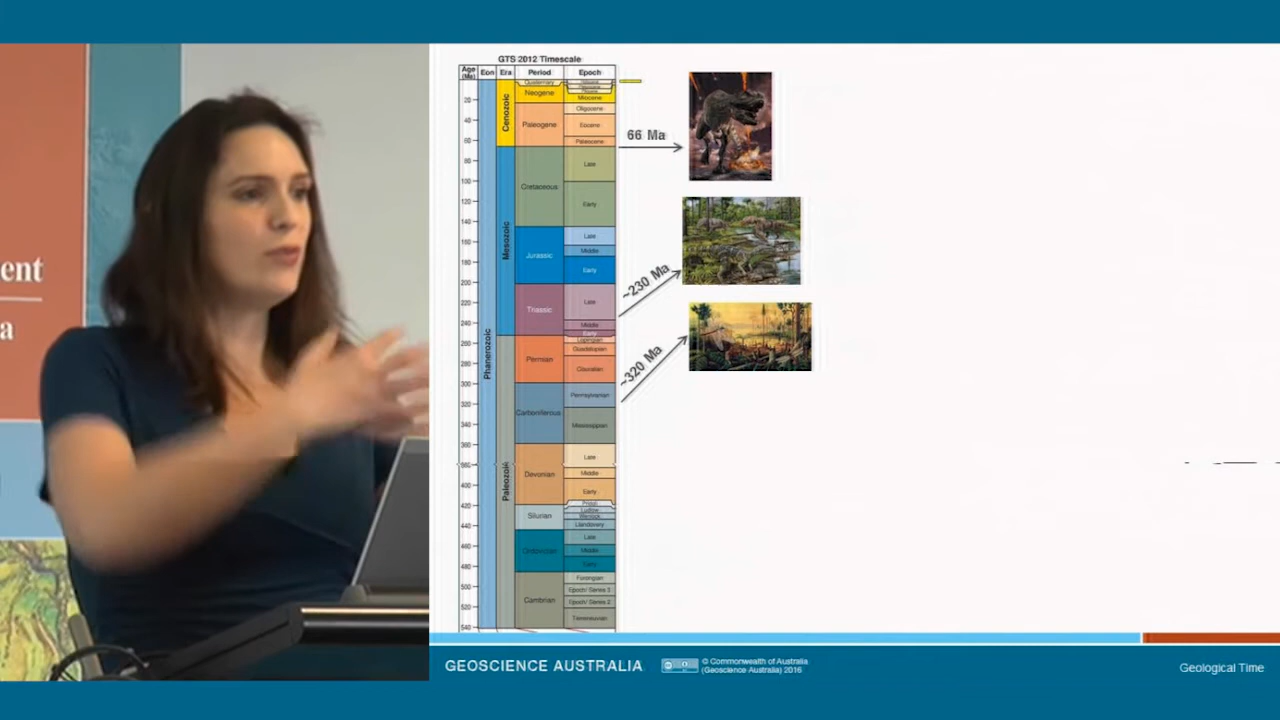 ent
a
GTS 2012 Timescale
Age (Ma) Eon Era Period Epoch
Phanerozoic
Cenozoic
Mesozoic
Paleozoic
Quaternary
Neogene
Miocene
Oligocene
Paleogene
Eocene
Paleocene
Late
Cretaceous
Early
Late
Middle
Jurassic
Early
Late
Triassic
Middle
Early
Lopingian
Guadalupian
Permian
Cisuralian
Pennsylvanian
Carboniferous
Mississippian
Late
Devonian
Middle
Early
Pridoli
Ludlow
Silurian
Wenlock
Llandovery
Late
Ordovician
Middle
Early
Furongian
Epoch/ Series 3
Cambrian
Epoch/ Series 2
Terreneuvian
20
40
60
80
100
120
140
160
180
200
220
240
260
280
300
320
340
360
380
400
420
440
460
480
500
520
540
66 Ma
~230 Ma
~320 Ma
GEOSCIENCE AUSTRALIA
© Commonwealth of Australia
(Geoscience Australia) 2016
Geological Time